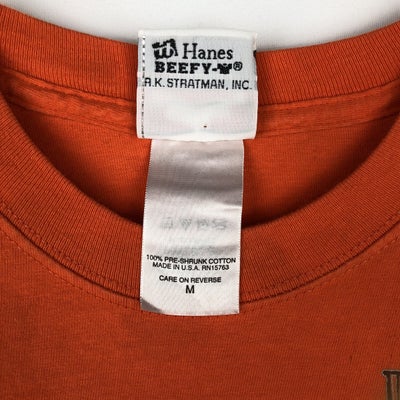 Hanes
BEEFY-T®
R.K. STRATMAN, INC.
100% PRE-SHRUNK COTTON
MADE IN U.S.A. RN15763
CARE ON REVERSE
M